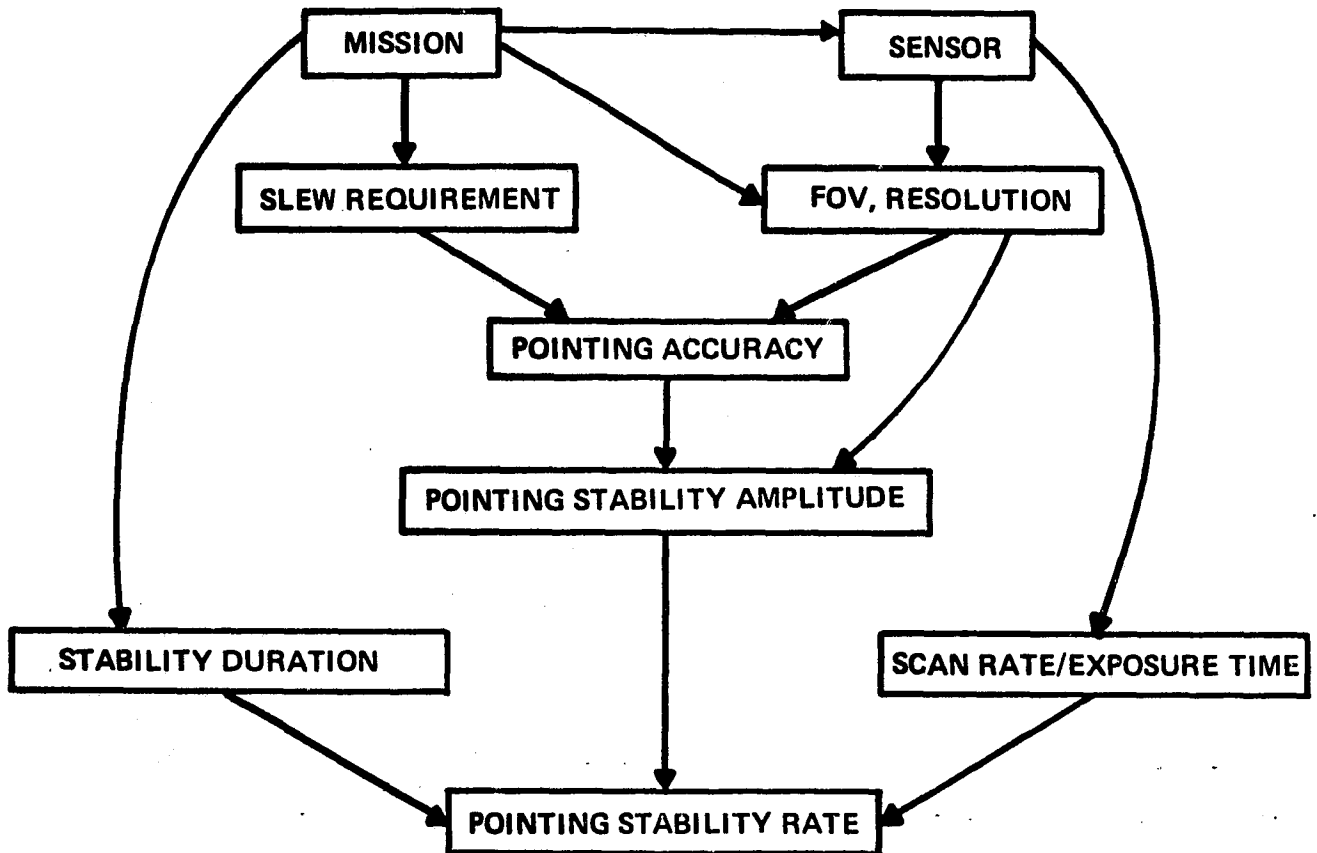 MISSION
SENSOR
SLEW REQUIREMENT
FOV, RESOLUTION
POINTING ACCURACY
POINTING STABILITY AMPLITUDE
STABILITY DURATION
SCAN RATE/EXPOSURE TIME
POINTING STABILITY RATE